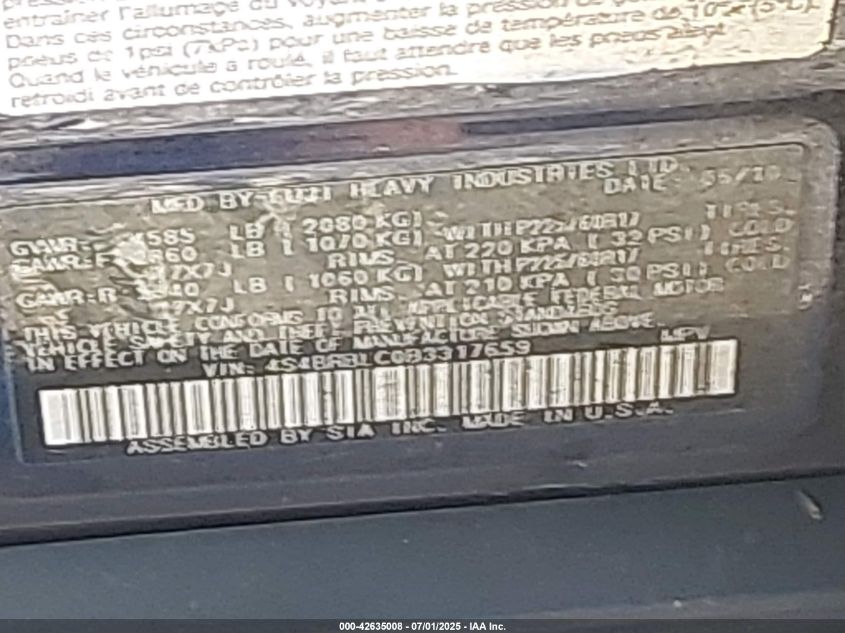 entraîner l'allumage du
Dans ces circonstances, augmenter la pression de
pneus de 1psi (7kPa) pour une baisse de température de 10°F (5°C).
Quand le véhicule a roulé, il faut attendre que les pneus aient
retroidi avant de contrôler la pression.
MFD BY FUJI HEAVY INDUSTRIES LTD.
DATE:
GVWR: LB ( 2080 KG) TIRES,
GAWR:F LB ( 1070 KG) WITH P225/60R17 COLD
17X7J RIMS, AT 220 KPA ( 32 PSI) TIRES,
GAWR:R LB ( 1060 KG) WITH P225/60R17 COLD
17X7J RIMS, AT 210 KPA ( 30 PSI)
THIS VEHICLE CONFORMS TO ALL APPLICABLE FEDERAL MOTOR
VEHICLE SAFETY AND THEFT PREVENTION STANDARDS
IN EFFECT ON THE DATE OF MANUFACTURE SHOWN ABOVE.
VIN: MPV
ASSEMBLED BY SIA INC. MADE IN U.S.A.
000-42635008 - 07/01/2025 - IAA Inc.